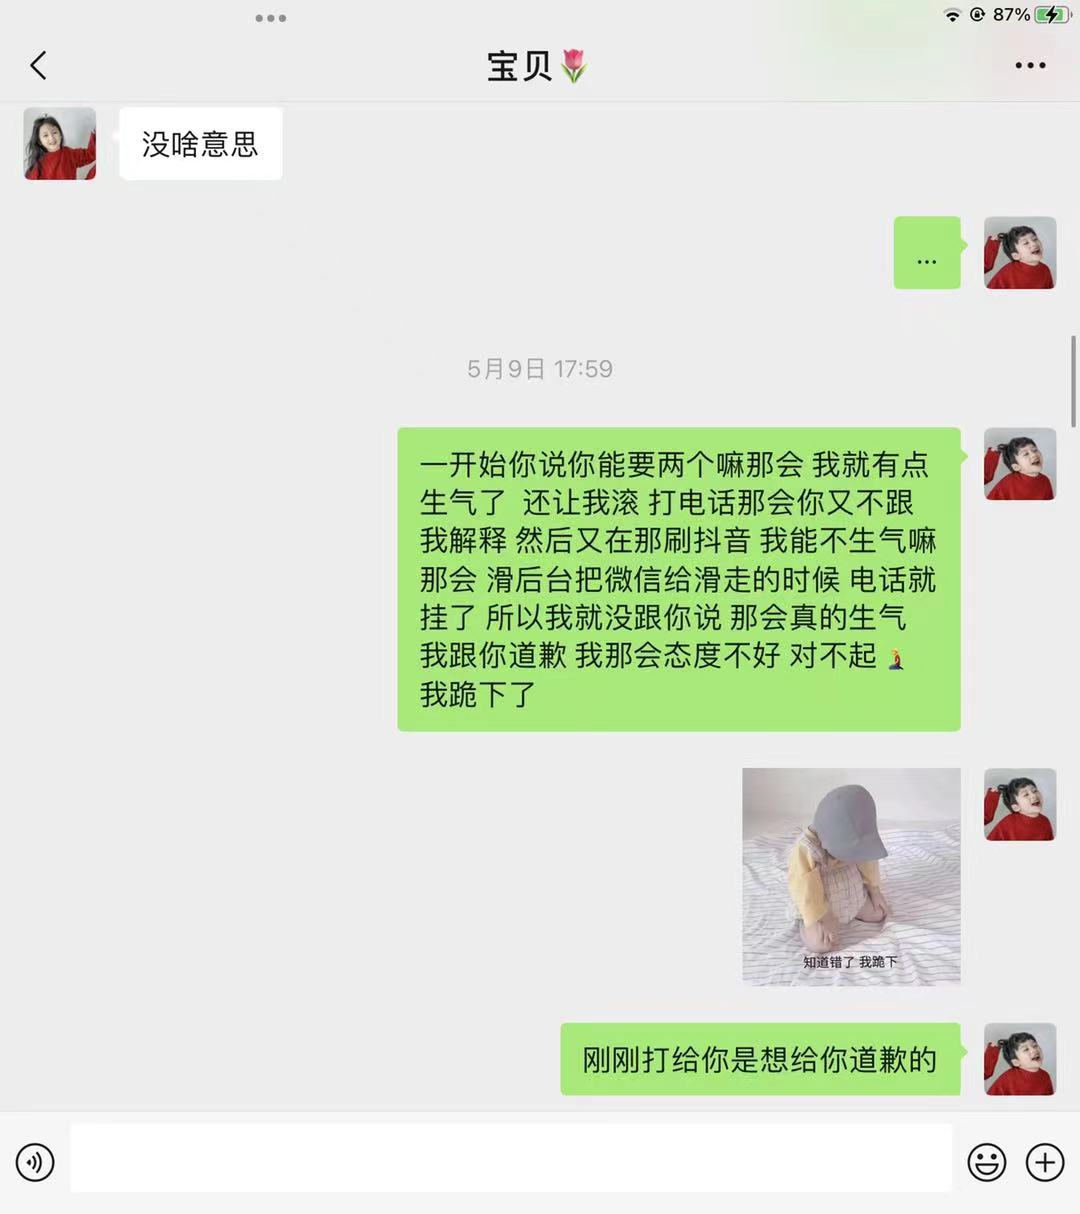 87%
宝贝🌷
没啥意思
...
5月9日 17:59
一开始你说你能要两个嘛那会 我就有点
生气了 还让我滚 打电话那会你又不跟
我解释 然后又在那刷抖音 我能不生气嘛
那会 滑后台把微信给滑走的时候 电话就
挂了 所以我就没跟你说 那会真的生气
我跟你道歉 我那会态度不好 对不起🧎
我跪下了
知道错了 我跪下
刚刚打给你是想给你道歉的